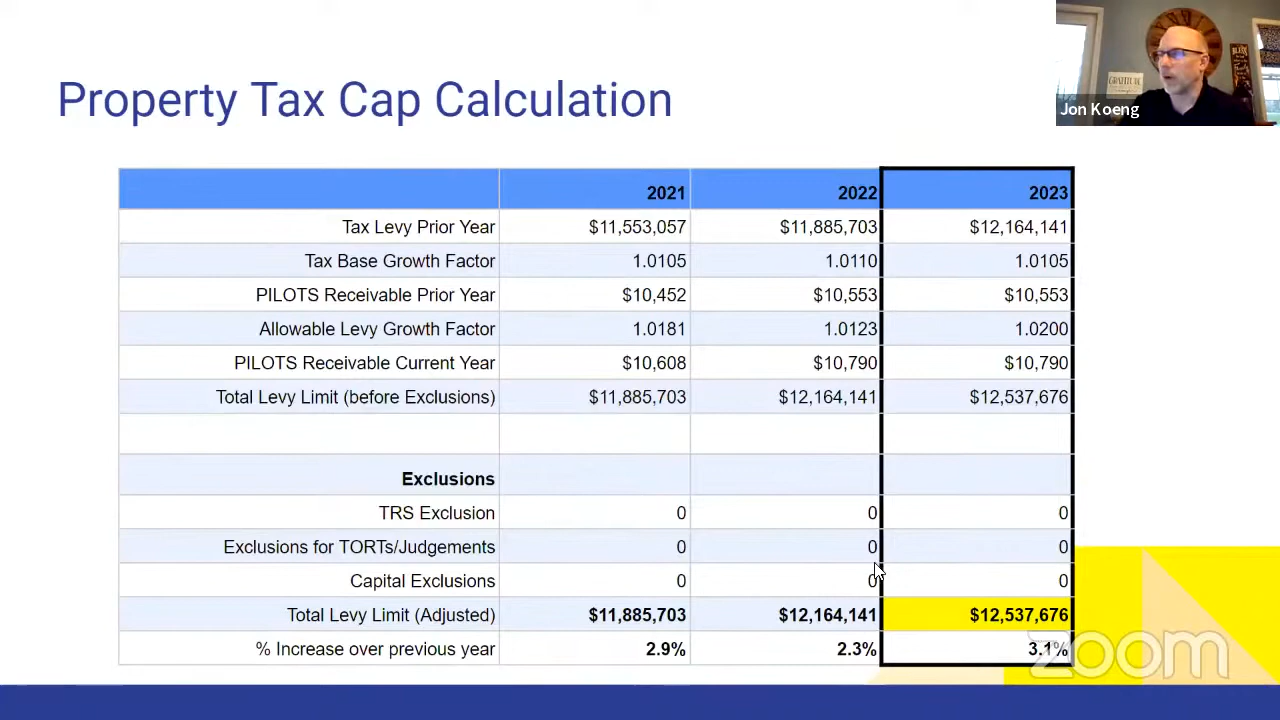 Property Tax Cap Calculation
GRATITUDE
BLESS
Jon Koeng
2021 2022 2023
Tax Levy Prior Year $11,553,057 $11,885,703 $12,164,141
Tax Base Growth Factor 1.0105 1.0110 1.0105
PILOTS Receivable Prior Year $10,452 $10,553 $10,553
Allowable Levy Growth Factor 1.0181 1.0123 1.0200
PILOTS Receivable Current Year $10,608 $10,790 $10,790
Total Levy Limit (before Exclusions) $11,885,703 $12,164,141 $12,537,676
Exclusions
TRS Exclusion 0 0 0
Exclusions for TORTs/Judgements 0 0 0
Capital Exclusions 0 0 0
Total Levy Limit (Adjusted) $11,885,703 $12,164,141 $12,537,676
% Increase over previous year 2.9% 2.3% 3.1%
zoom